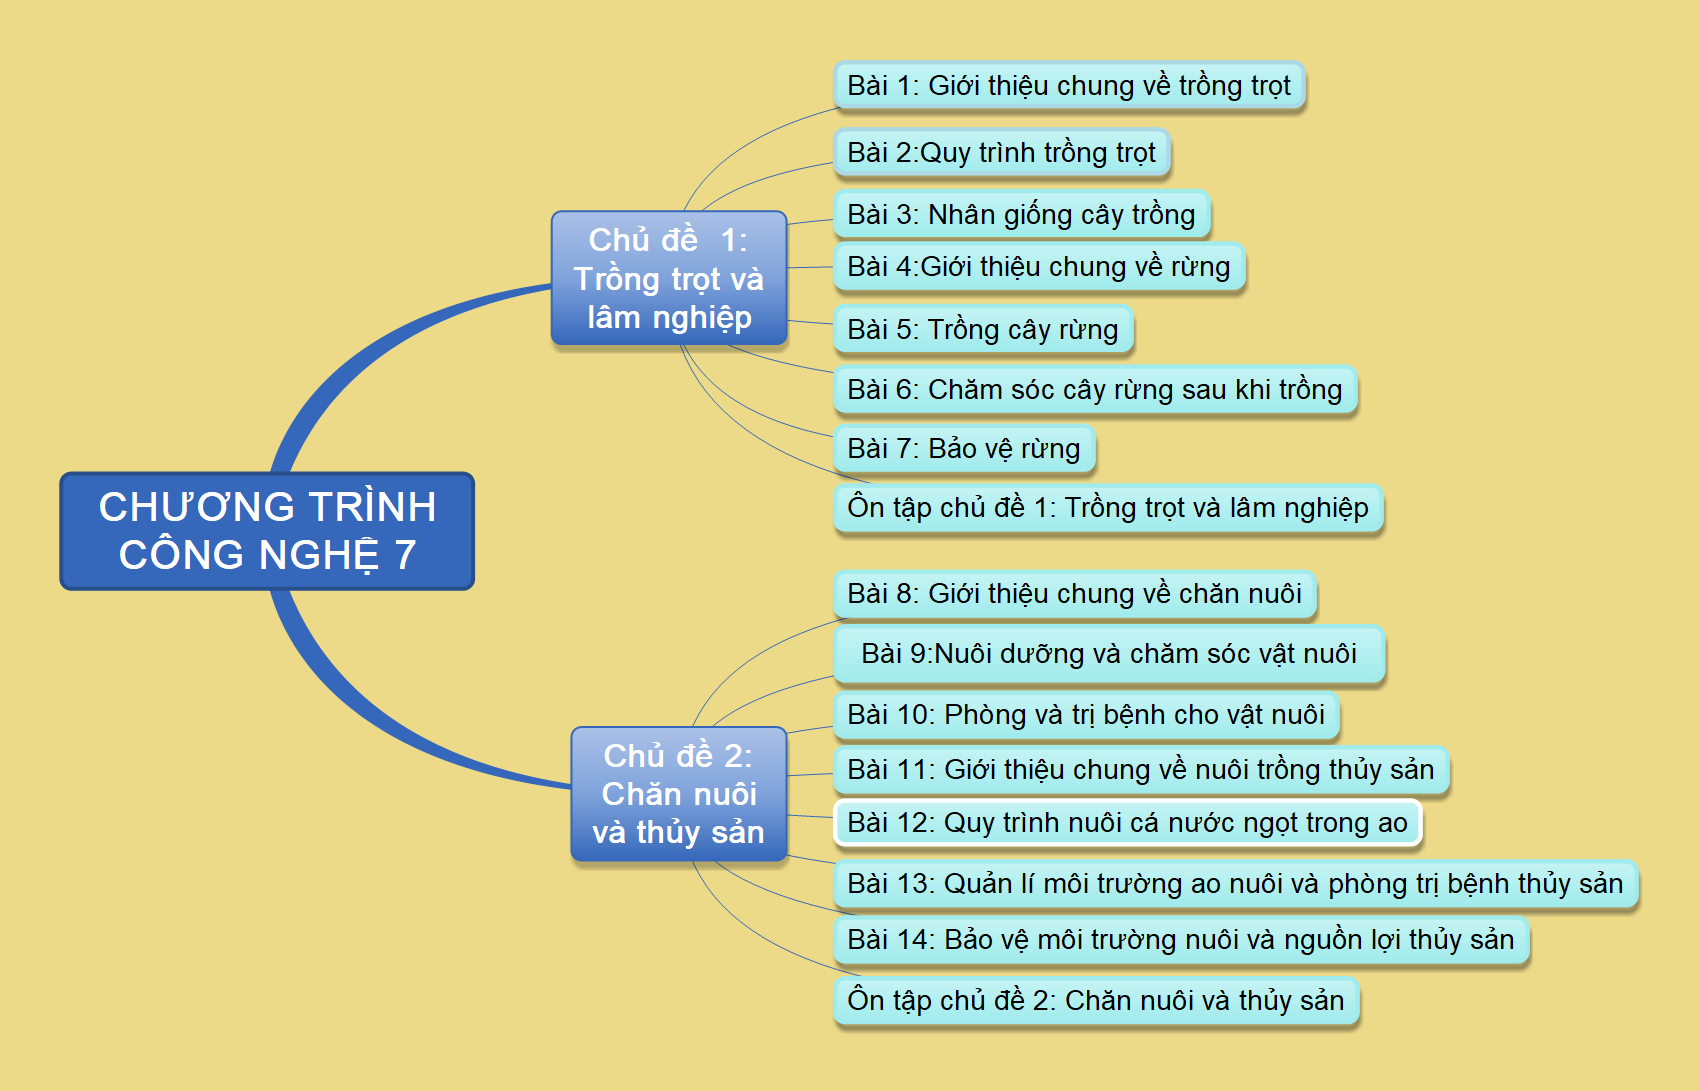 CHƯƠNG TRÌNH
CÔNG NGHỆ 7
Chủ đề 1:
Trồng trọt và
lâm nghiệp
Bài 1: Giới thiệu chung về trồng trọt
Bài 2:Quy trình trồng trọt
Bài 3: Nhân giống cây trồng
Bài 4:Giới thiệu chung về rừng
Bài 5: Trồng cây rừng
Bài 6: Chăm sóc cây rừng sau khi trồng
Bài 7: Bảo vệ rừng
Ôn tập chủ đề 1: Trồng trọt và lâm nghiệp
Chủ đề 2:
Chăn nuôi
và thủy sản
Bài 8: Giới thiệu chung về chăn nuôi
Bài 9:Nuôi dưỡng và chăm sóc vật nuôi
Bài 10: Phòng và trị bệnh cho vật nuôi
Bài 11: Giới thiệu chung về nuôi trồng thủy sản
Bài 12: Quy trình nuôi cá nước ngọt trong ao
Bài 13: Quản lí môi trường ao nuôi và phòng trị bệnh thủy sản
Bài 14: Bảo vệ môi trường nuôi và nguồn lợi thủy sản
Ôn tập chủ đề 2: Chăn nuôi và thủy sản